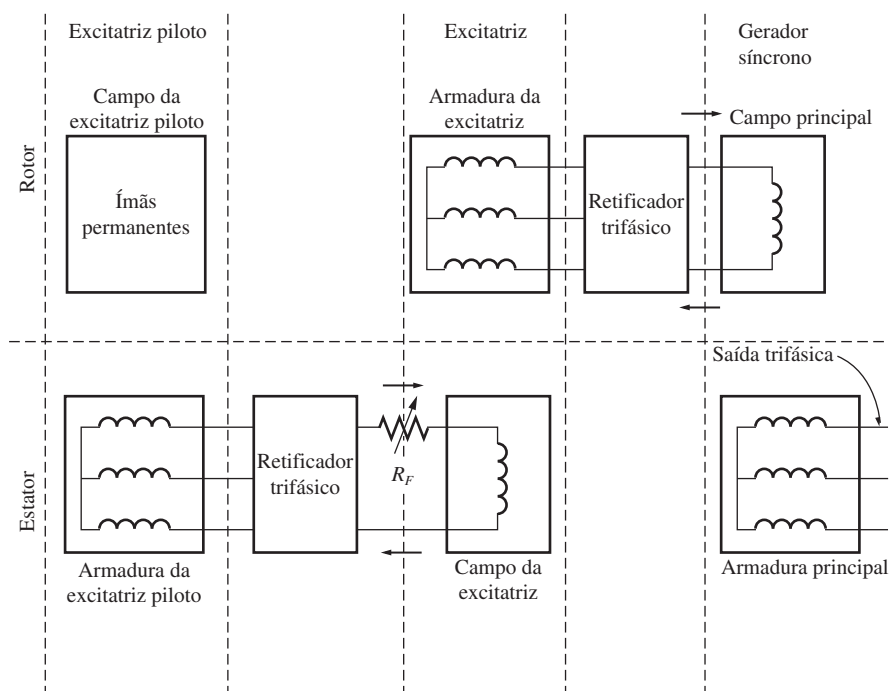 Excitatriz piloto
Excitatriz
Gerador
síncrono
Rotor
Campo da
excitatriz piloto
Ímãs
permanentes
Armadura da
excitatriz
Retificador
trifásico
Campo principal
Estator
Armadura da
excitatriz piloto
Retificador
trifásico
R_F
Campo da
excitatriz
Saída trifásica
Armadura principal